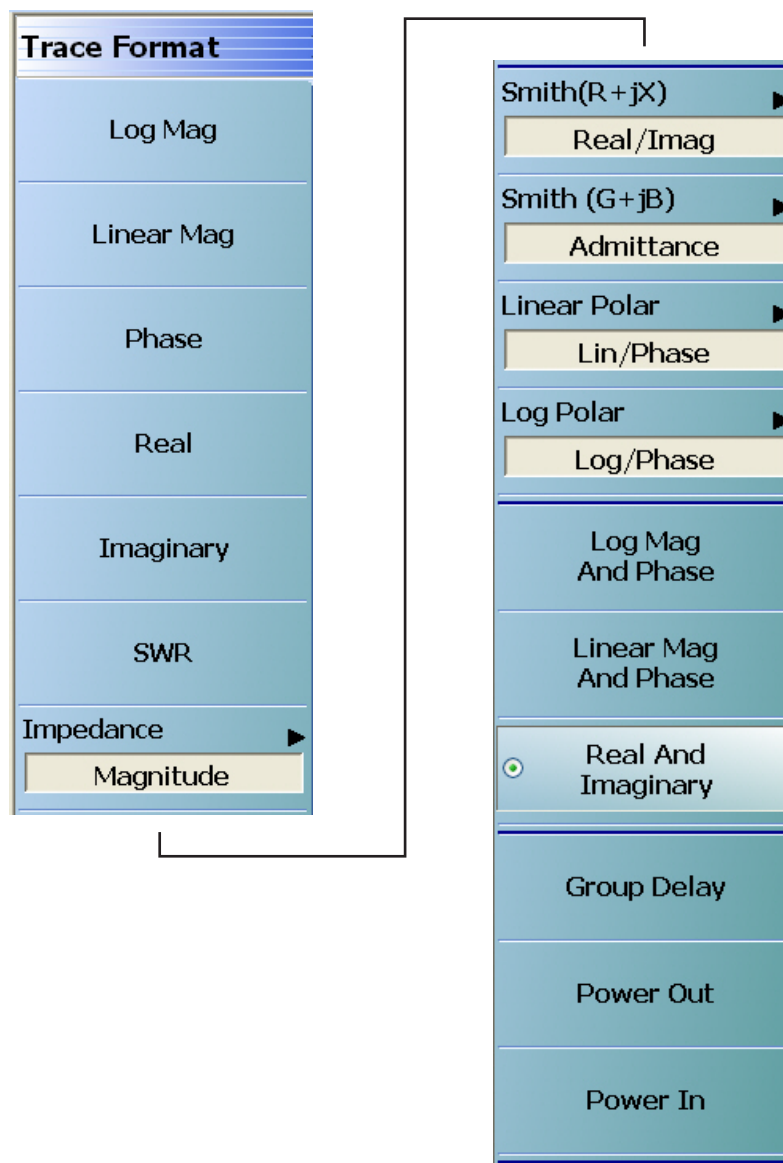 Trace Format
Log Mag
Linear Mag
Phase
Real
Imaginary
SWR
Impedance
Magnitude
Smith(R+jX)
Real/Imag
Smith (G+jB)
Admittance
Linear Polar
Lin/Phase
Log Polar
Log/Phase
Log Mag
And Phase
Linear Mag
And Phase
Real And
Imaginary
Group Delay
Power Out
Power In